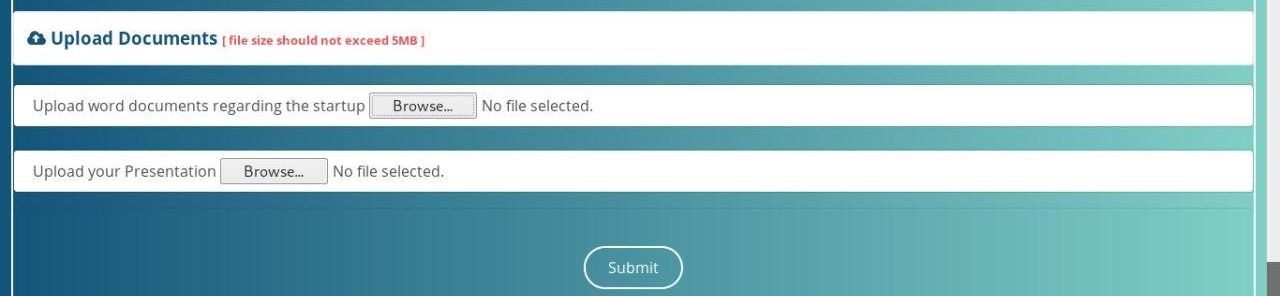 Upload Documents [ file size should not exceed 5MB ]
Upload word documents regarding the startup Browse... No file selected.
Upload your Presentation Browse... No file selected.
Submit